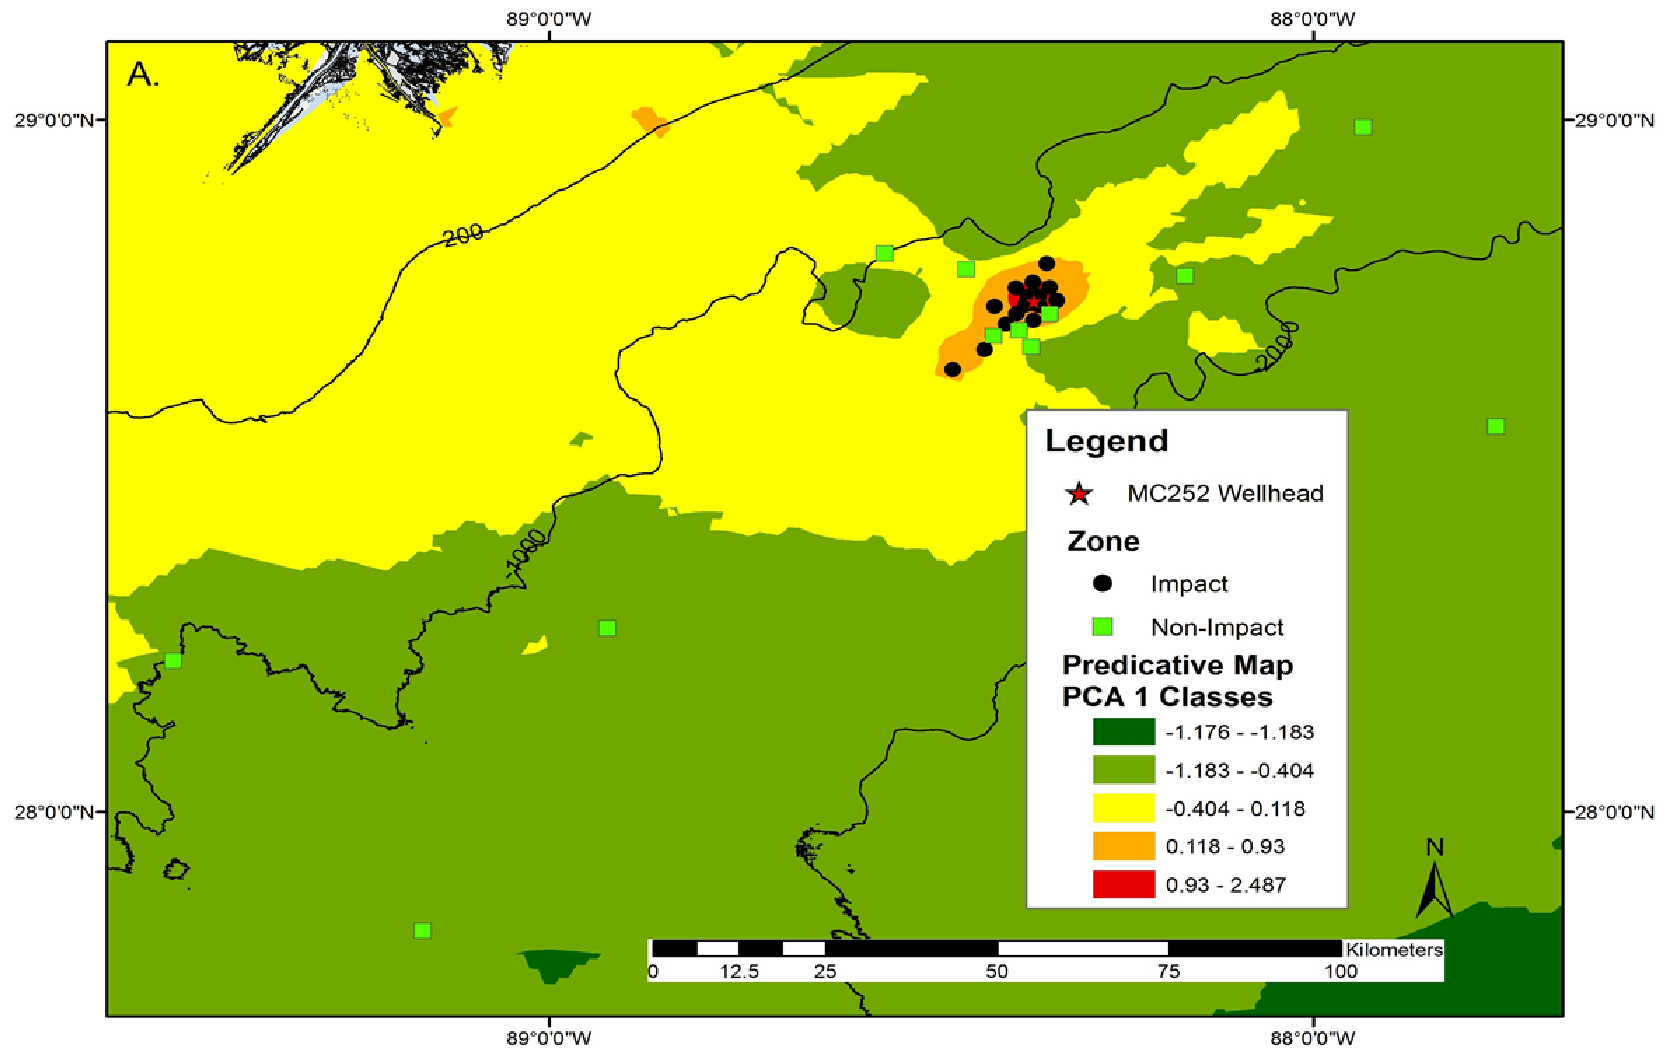 89°0'0"W 88°0'0"W
A.
29°0'0"N 29°0'0"N
200
-2000
Legend
MC252 Wellhead
Zone
-1000
Impact
Non-Impact
Predicative Map
PCA 1 Classes
-1.176 - -1.183
-1.183 - -0.404
28°0'0"N -0.404 - 0.118 28°0'0"N
0.118 - 0.93
N
0.93 - 2.487
Kilometers
0 12.5 25 50 75 100
89°0'0"W 88°0'0"W